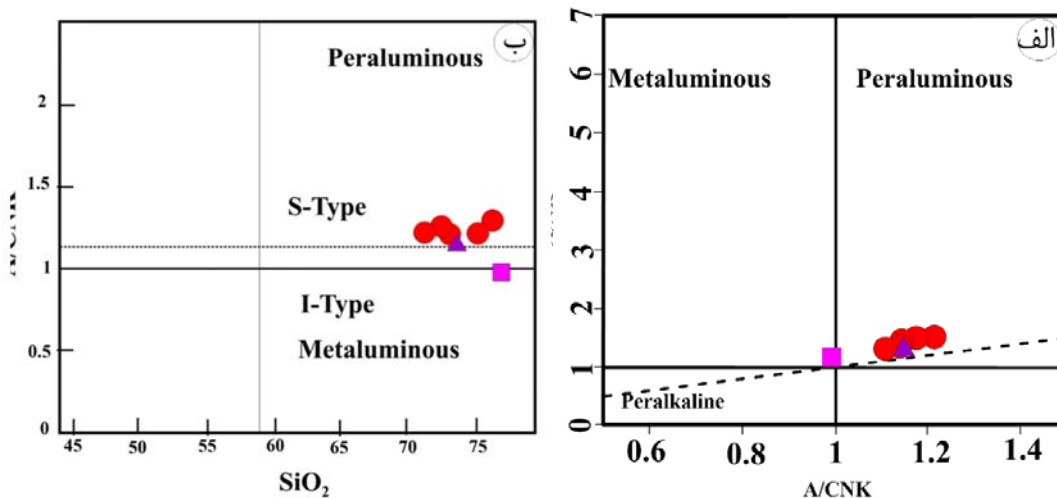 ب
Peraluminous
2
1.5
S-Type
1
I-Type
Metaluminous
0.5
0
45 50 55 60 65 70 75
SiO₂
A/CNK
الف
7
Metaluminous Peraluminous
6
5
4
3
2
1
Peralkaline
0
0.6 0.8 1 1.2 1.4
A/CNK